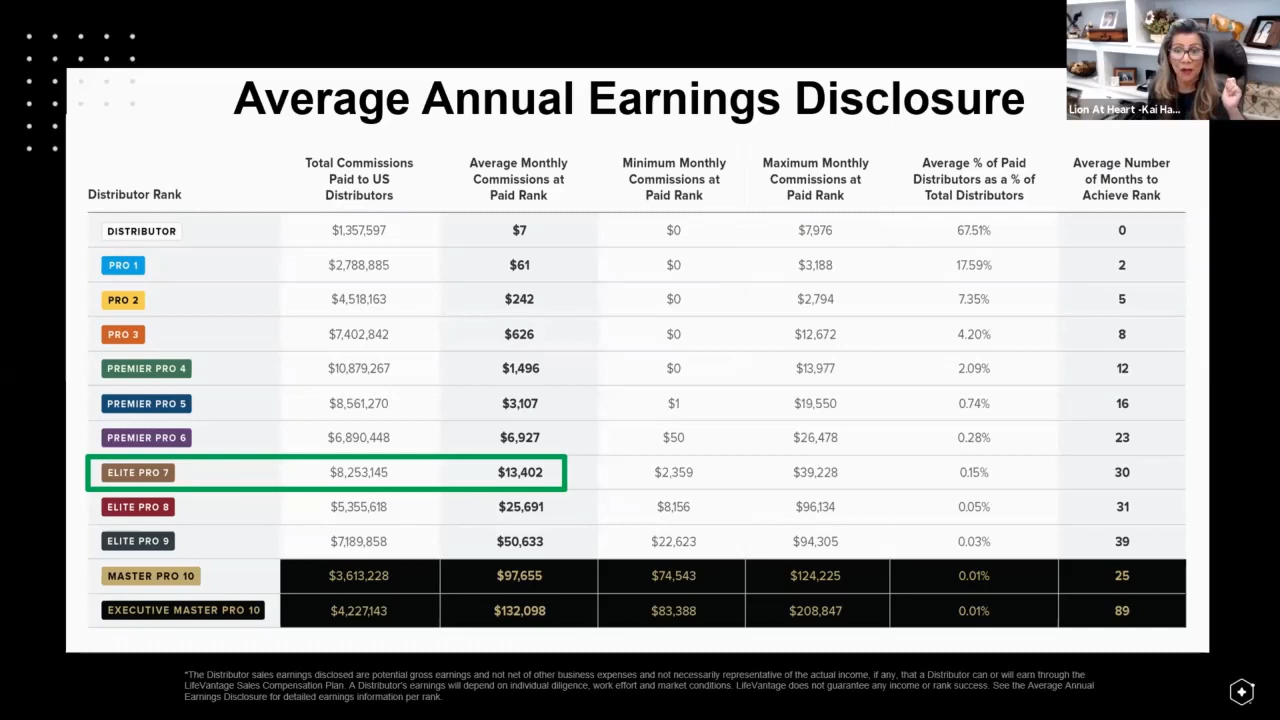 Lion At Heart -Kai Ha...
Average Annual Earnings Disclosure
Distributor Rank
Total Commissions
Paid to US
Distributors
Average Monthly
Commissions at
Paid Rank
Minimum Monthly
Commissions at
Paid Rank
Maximum Monthly
Commissions at
Paid Rank
Average % of Paid
Distributors as a % of
Total Distributors
Average Number
of Months to
Achieve Rank
DISTRIBUTOR $1,357,597 $7 $0 $7,976 67.51% 0
PRO 1 $2,788,885 $61 $0 $3,188 17.59% 2
PRO 2 $4,518,163 $242 $0 $2,794 7.35% 5
PRO 3 $7,402,842 $626 $0 $12,672 4.20% 8
PREMIER PRO 4 $10,879,267 $1,496 $0 $13,977 2.09% 12
PREMIER PRO 5 $8,561,270 $3,107 $1 $19,550 0.74% 16
PREMIER PRO 6 $6,890,448 $6,927 $50 $26,478 0.28% 23
ELITE PRO 7 $8,253,145 $13,402 $2,359 $39,228 0.15% 30
ELITE PRO 8 $5,355,618 $25,691 $8,156 $96,134 0.05% 31
ELITE PRO 9 $7,189,858 $50,633 $22,623 $94,305 0.03% 39
MASTER PRO 10 $3,613,228 $97,655 $74,543 $124,225 0.01% 25
EXECUTIVE MASTER PRO 10 $4,227,143 $132,098 $83,388 $208,847 0.01% 89
*The Distributor sales earnings disclosed are potential gross earnings and not net of other business expenses and not necessarily representative of the actual income, if any, that a Distributor can or will earn through the
LifeVantage Sales Compensation Plan. A Distributor's earnings will depend on individual diligence, work effort and market conditions. LifeVantage does not guarantee any income or rank success. See the Average Annual
Earnings Disclosure for detailed earnings information per rank.